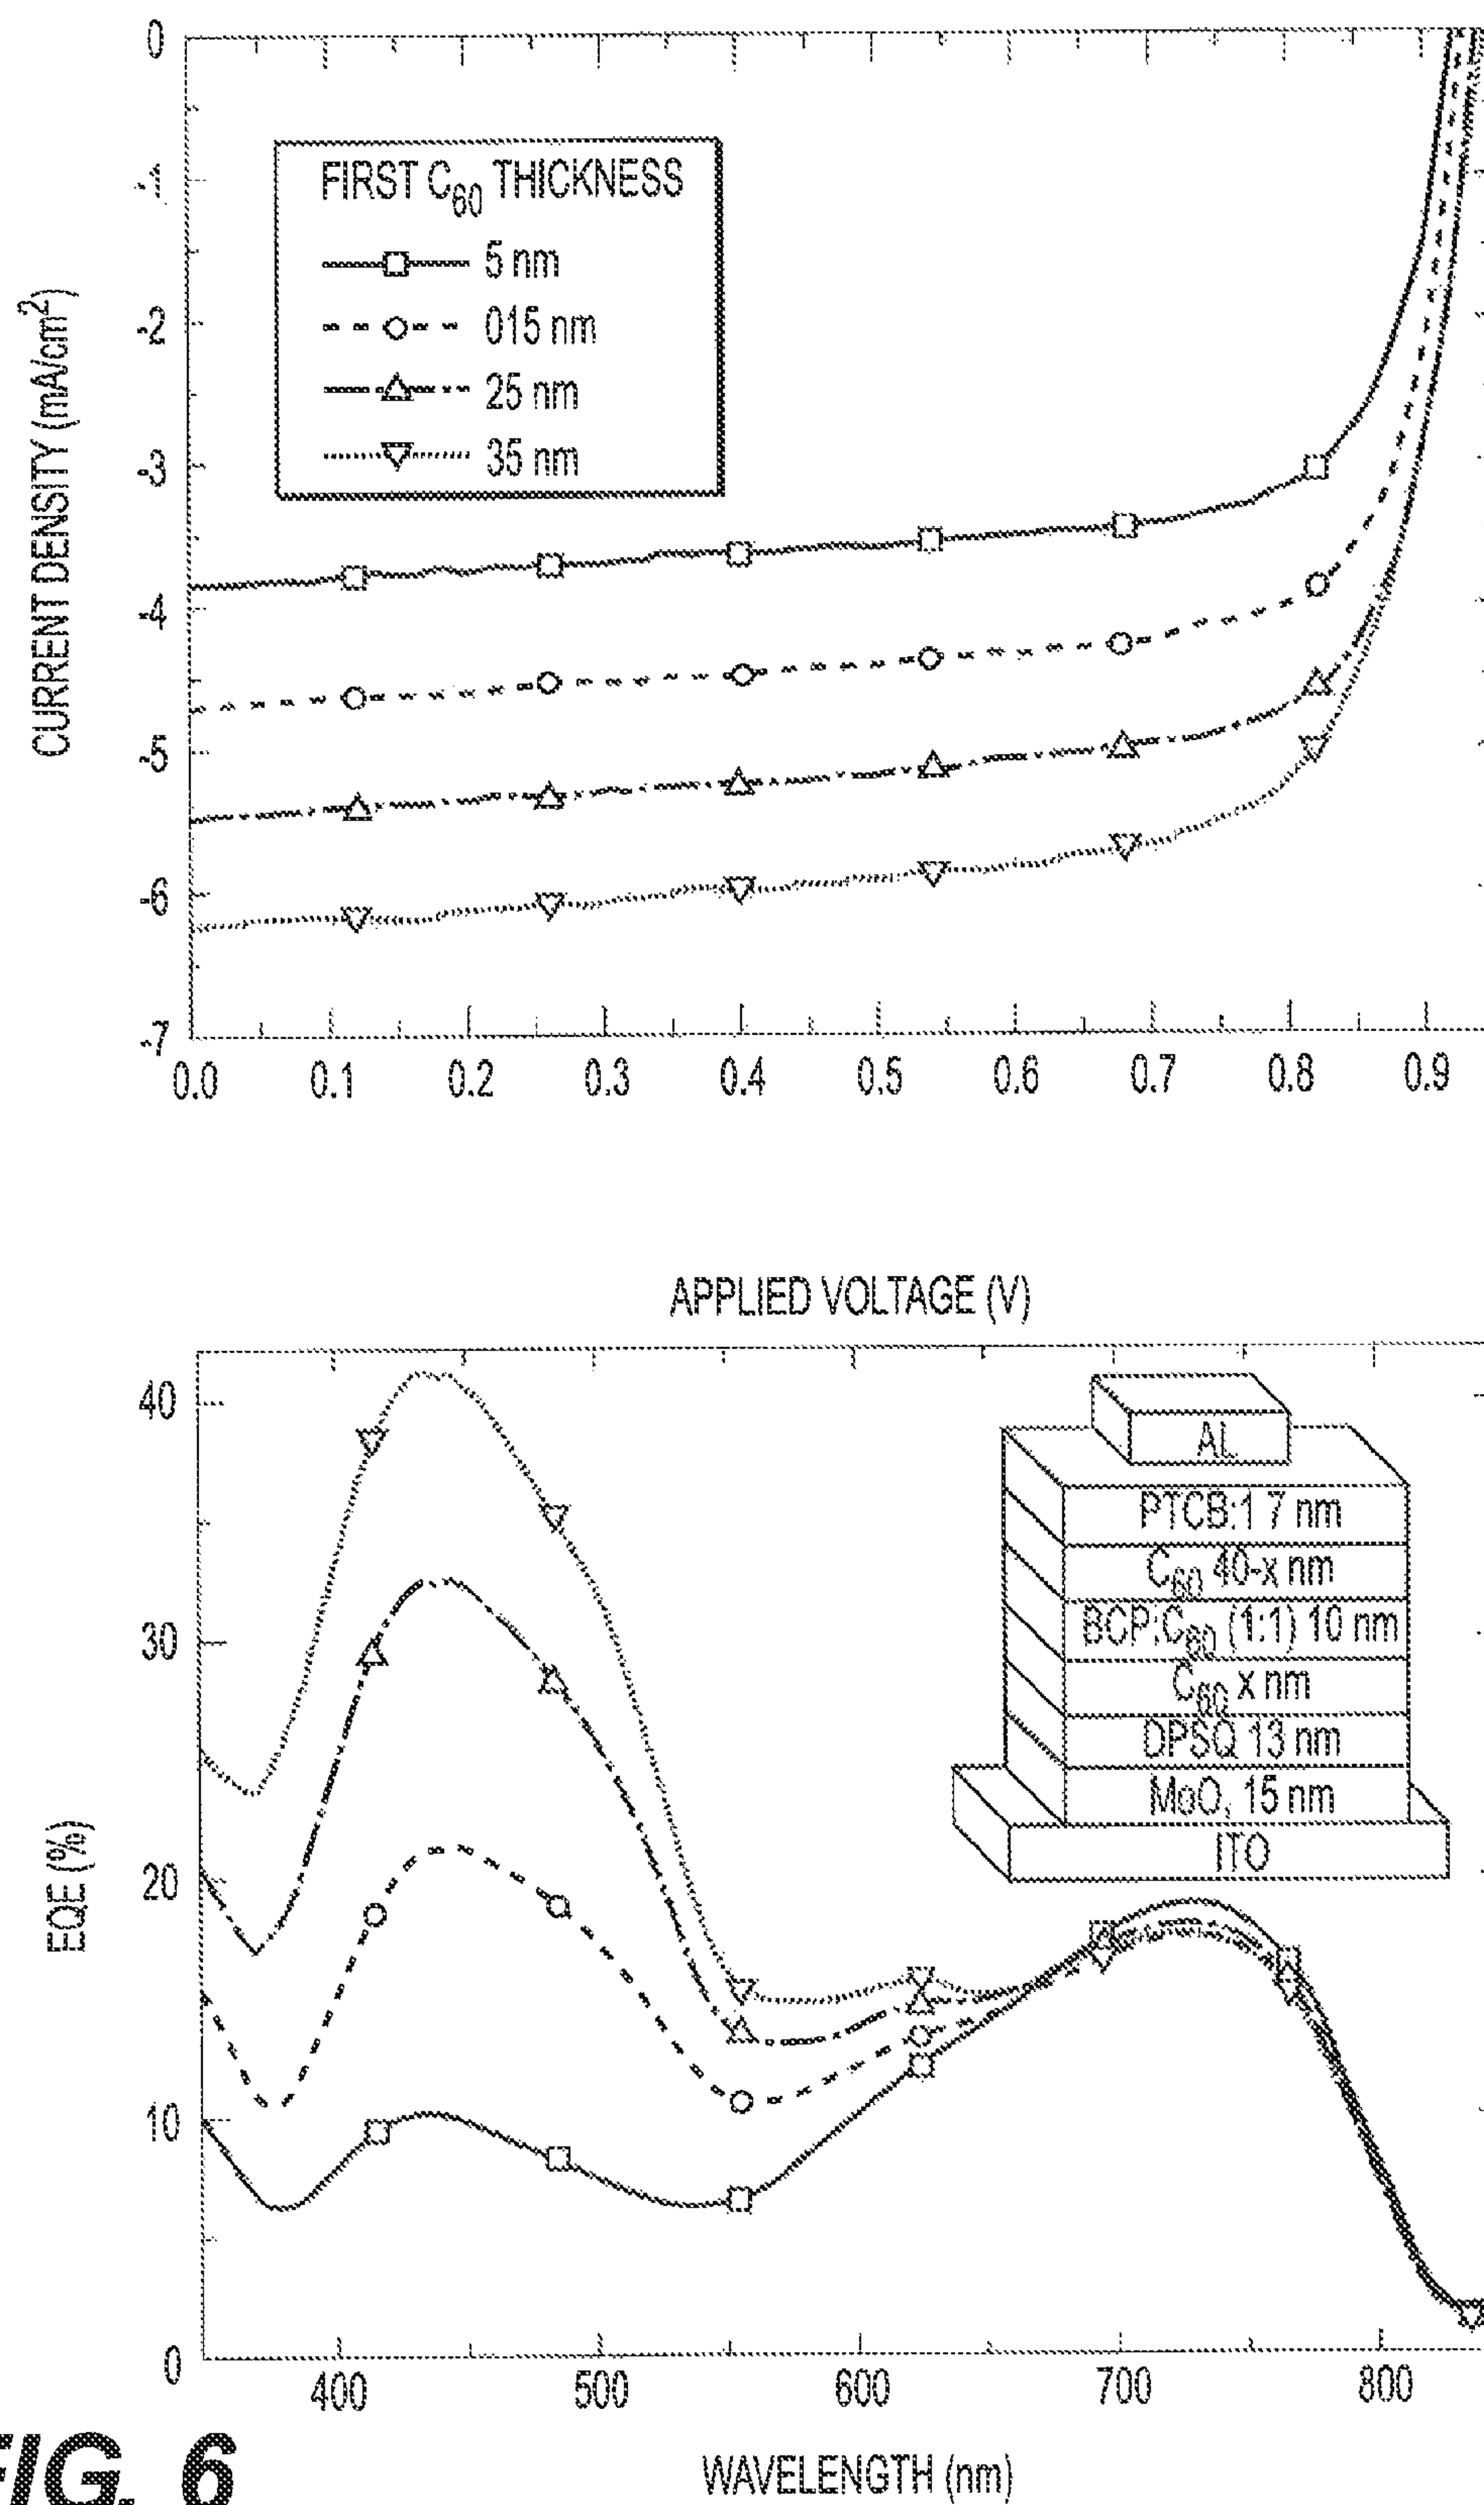 0
-1
-2
-3
-4
-5
-6
-7
CURRENT DENSITY (mA/cm²)
FIRST C₆₀ THICKNESS
5 nm
015 nm
25 nm
35 nm
0.0 0.1 0.2 0.3 0.4 0.5 0.6 0.7 0.8 0.9
APPLIED VOLTAGE (V)
40
30
20
10
0
EQE (%)
AL
PTCB:1 7 nm
C₆₀ 40-x nm
BCP:C₆₀ (1:1) 10 nm
C₆₀ x nm
DPSQ 13 nm
MoO, 15 nm
ITO
400 500 600 700 800
WAVELENGTH (nm)
FIG. 6